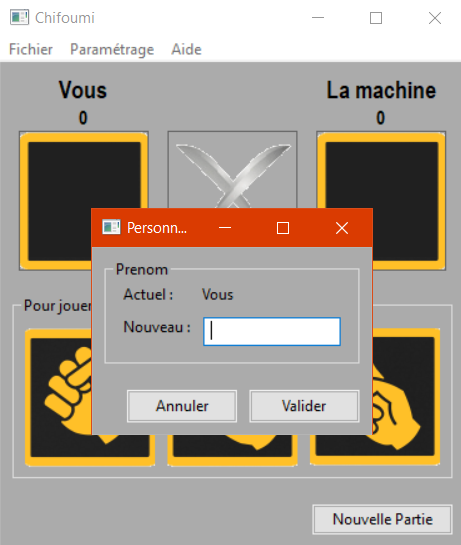 Chifoumi
Fichier Paramétrage Aide
Vous La machine
0 0
Personn...
Prenom
Actuel : Vous
Nouveau :
Annuler Valider
Pour jouer
Nouvelle Partie